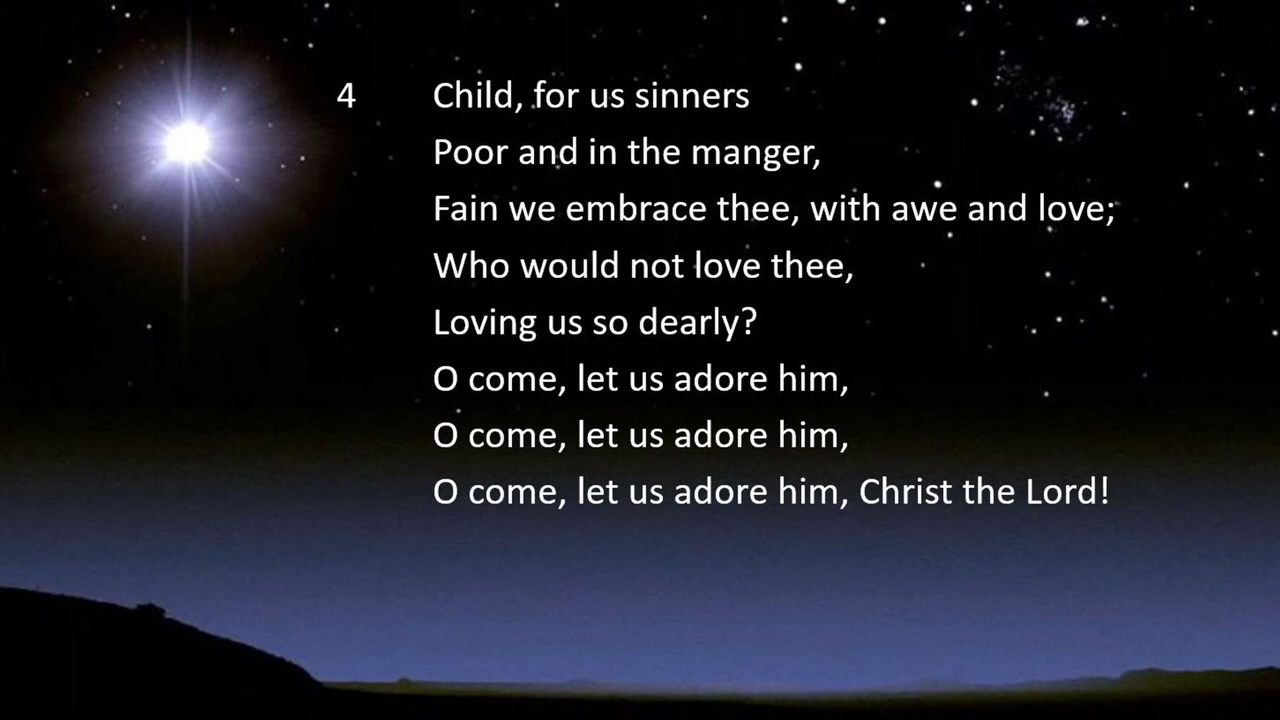 4 Child, for us sinners
Poor and in the manger,
Fain we embrace thee, with awe and love;
Who would not love thee,
Loving us so dearly?
O come, let us adore him,
O come, let us adore him,
O come, let us adore him, Christ the Lord!